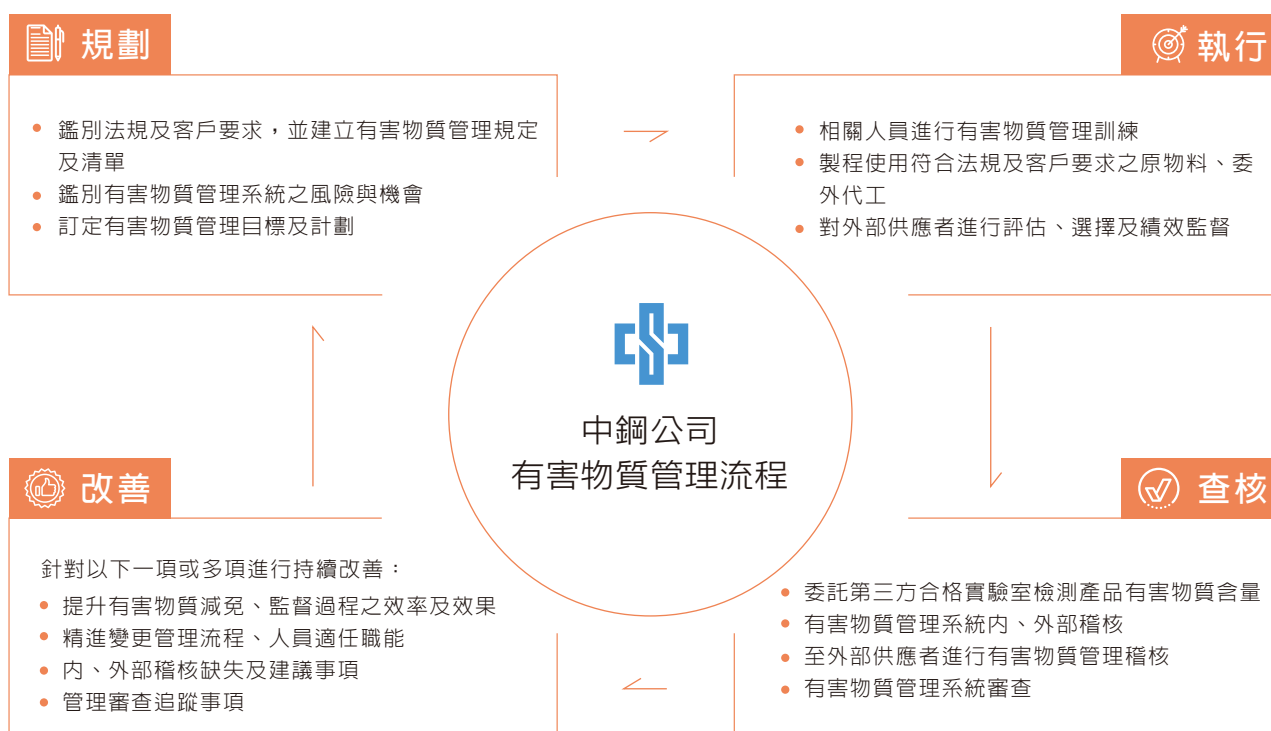 規劃
鑑別法規及客戶要求，並建立有害物質管理規定
及清單
鑑別有害物質管理系統之風險與機會
訂定有害物質管理目標及計劃
執行
相關人員進行有害物質管理訓練
製程使用符合法規及客戶要求之原物料、委
外代工
對外部供應者進行評估、選擇及績效監督
中鋼公司
有害物質管理流程
改善
針對以下一項或多項進行持續改善：
提升有害物質減免、監督過程之效率及效果
精進變更管理流程、人員適任職能
內、外部稽核缺失及建議事項
管理審查追蹤事項
查核
委託第三方合格實驗室檢測產品有害物質含量
有害物質管理系統內、外部稽核
至外部供應者進行有害物質管理稽核
有害物質管理系統審查